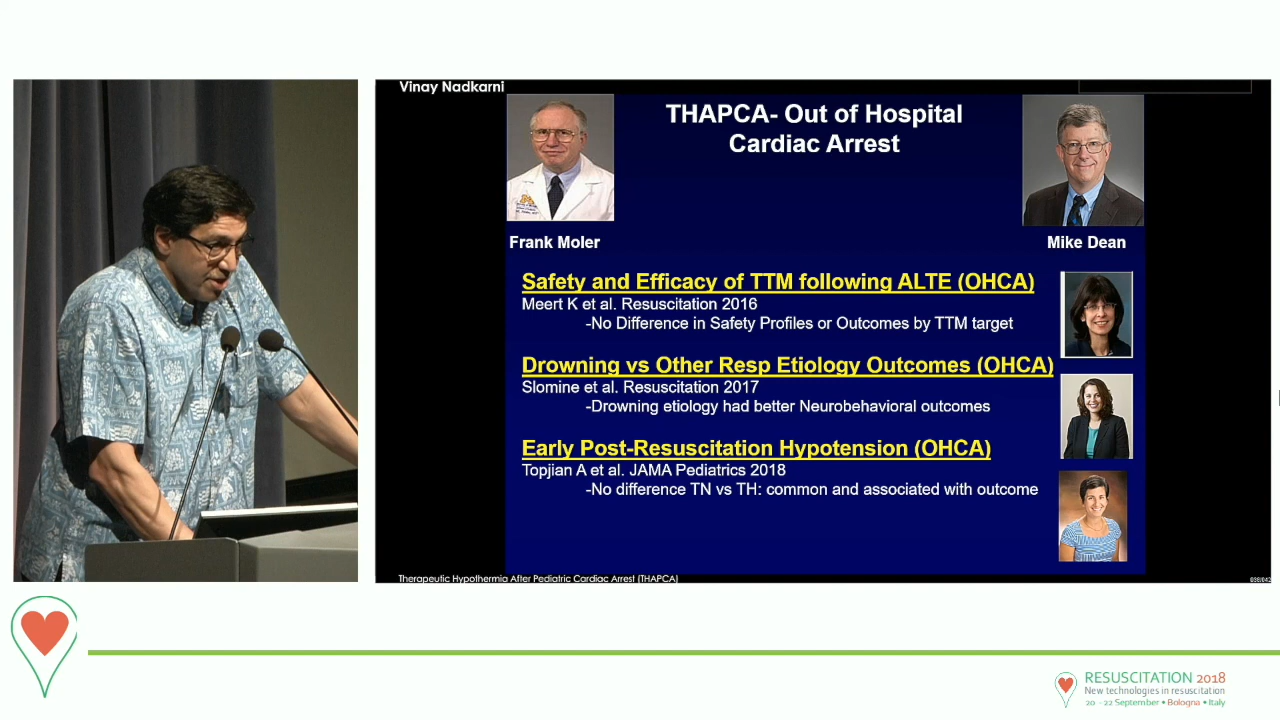 Vinay Nadkarni
THAPCA- Out of Hospital
Cardiac Arrest
Frank Moler
Mike Dean
Safety and Efficacy of TTM following ALTE (OHCA)
Meert K et al. Resuscitation 2016
-No Difference in Safety Profiles or Outcomes by TTM target
Drowning vs Other Resp Etiology Outcomes (OHCA)
Slomine et al. Resuscitation 2017
-Drowning etiology had better Neurobehavioral outcomes
Early Post-Resuscitation Hypotension (OHCA)
Topjian A et al. JAMA Pediatrics 2018
-No difference TN vs TH: common and associated with outcome
Therapeutic Hypothermia After Pediatric Cardiac Arrest (THAPCA)
RESUSCITATION 2018
New technologies in resuscitation
20 - 22 September • Bologna • Italy